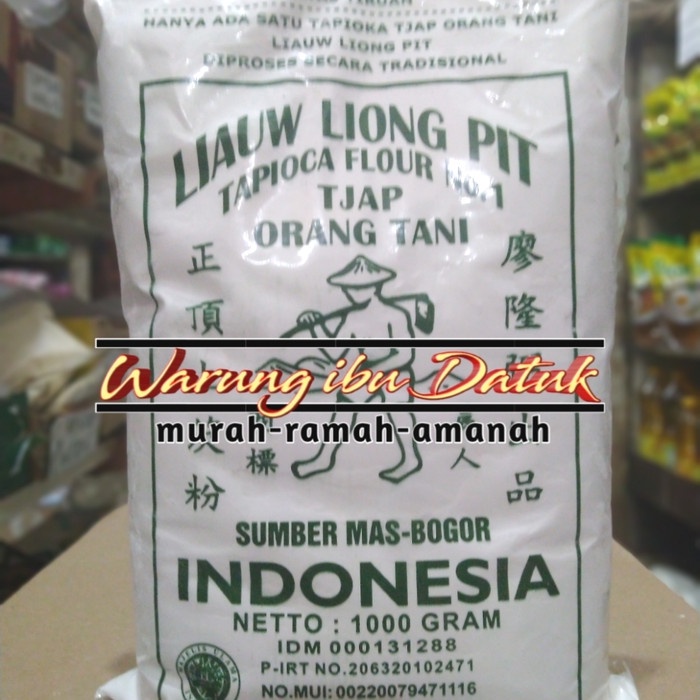 HANYA ADA SATU TAPIOKA TJAP ORANG TANI
LIAUW LIONG PIT
DIPROSES SECARA TRADISIONAL
LIAUW LIONG PIT
TAPIOCA FLOUR No.1
TJAP
ORANG TANI
正頂
粉
廖隆
品
標
人
Warung ibu Datuk
murah-ramah-amanah
SUMBER MAS-BOGOR
INDONESIA
NETTO : 1000 GRAM
IDM 000131288
P-IRT NO.206320102471
NO.MUI: 00220079471116